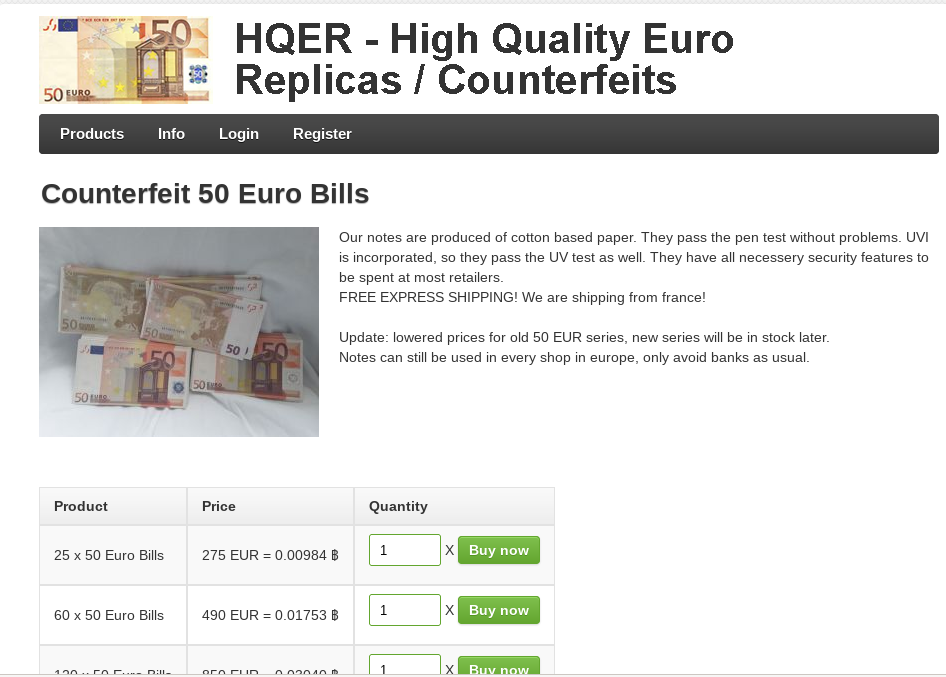 HQER - High Quality Euro
Replicas / Counterfeits
50 EURO
50
Products Info Login Register
Counterfeit 50 Euro Bills
Our notes are produced of cotton based paper. They pass the pen test without problems. UVI
is incorporated, so they pass the UV test as well. They have all necessery security features to
be spent at most retailers.
FREE EXPRESS SHIPPING! We are shipping from france!
Update: lowered prices for old 50 EUR series, new series will be in stock later.
Notes can still be used in every shop in europe, only avoid banks as usual.
Product Price Quantity
25 x 50 Euro Bills 275 EUR = 0.00984 ฿ 1 X Buy now
60 x 50 Euro Bills 490 EUR = 0.01753 ฿ 1 X Buy now
1 X Buy now